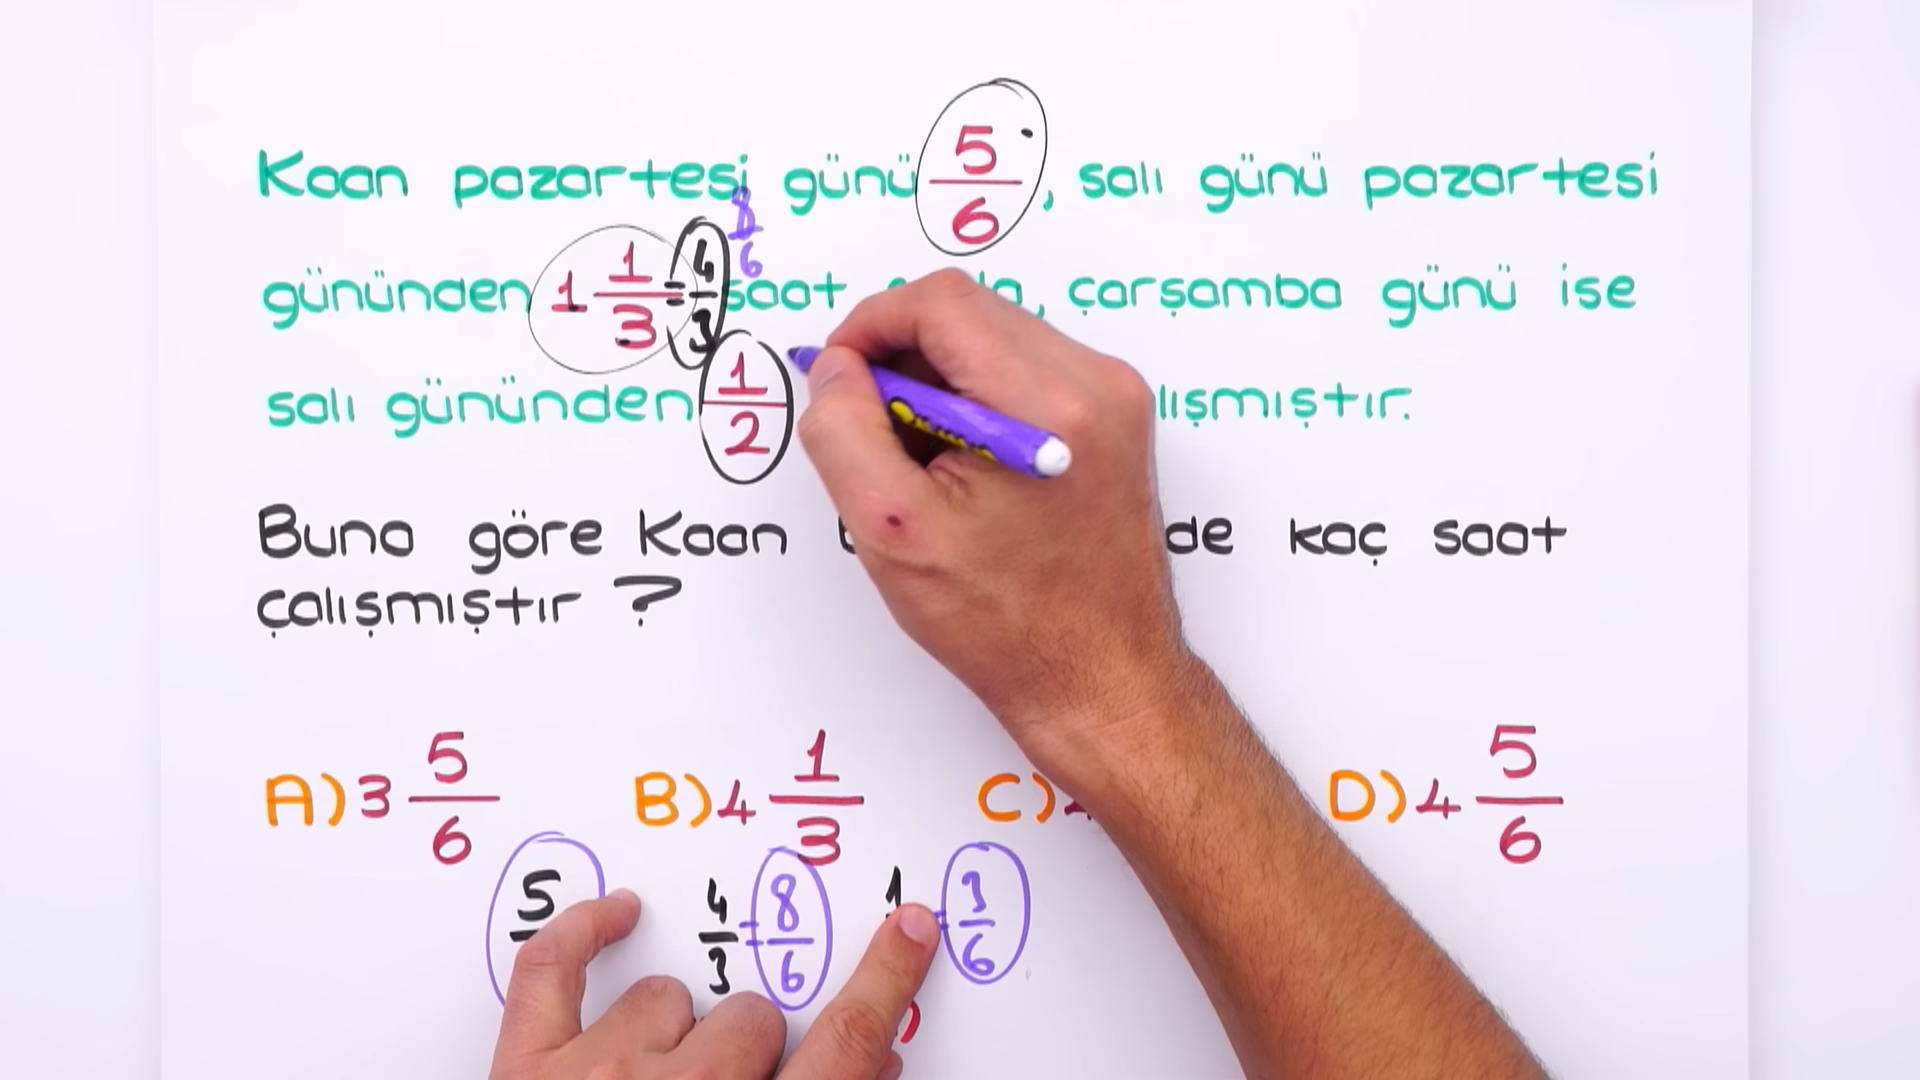 Kaan pazartesi günü 5/6, salı günü pazartesi
8/6
gününden 1 1/3 = 4/3 saat, çarşamba günü ise
salı gününden 1/2
Buna göre Kaan de kaç saat
çalışmıştır ?
A) 3 5/6 B) 4 1/3 C) D) 4 5/6
5 4/3 = 8/6 1 = 3/6